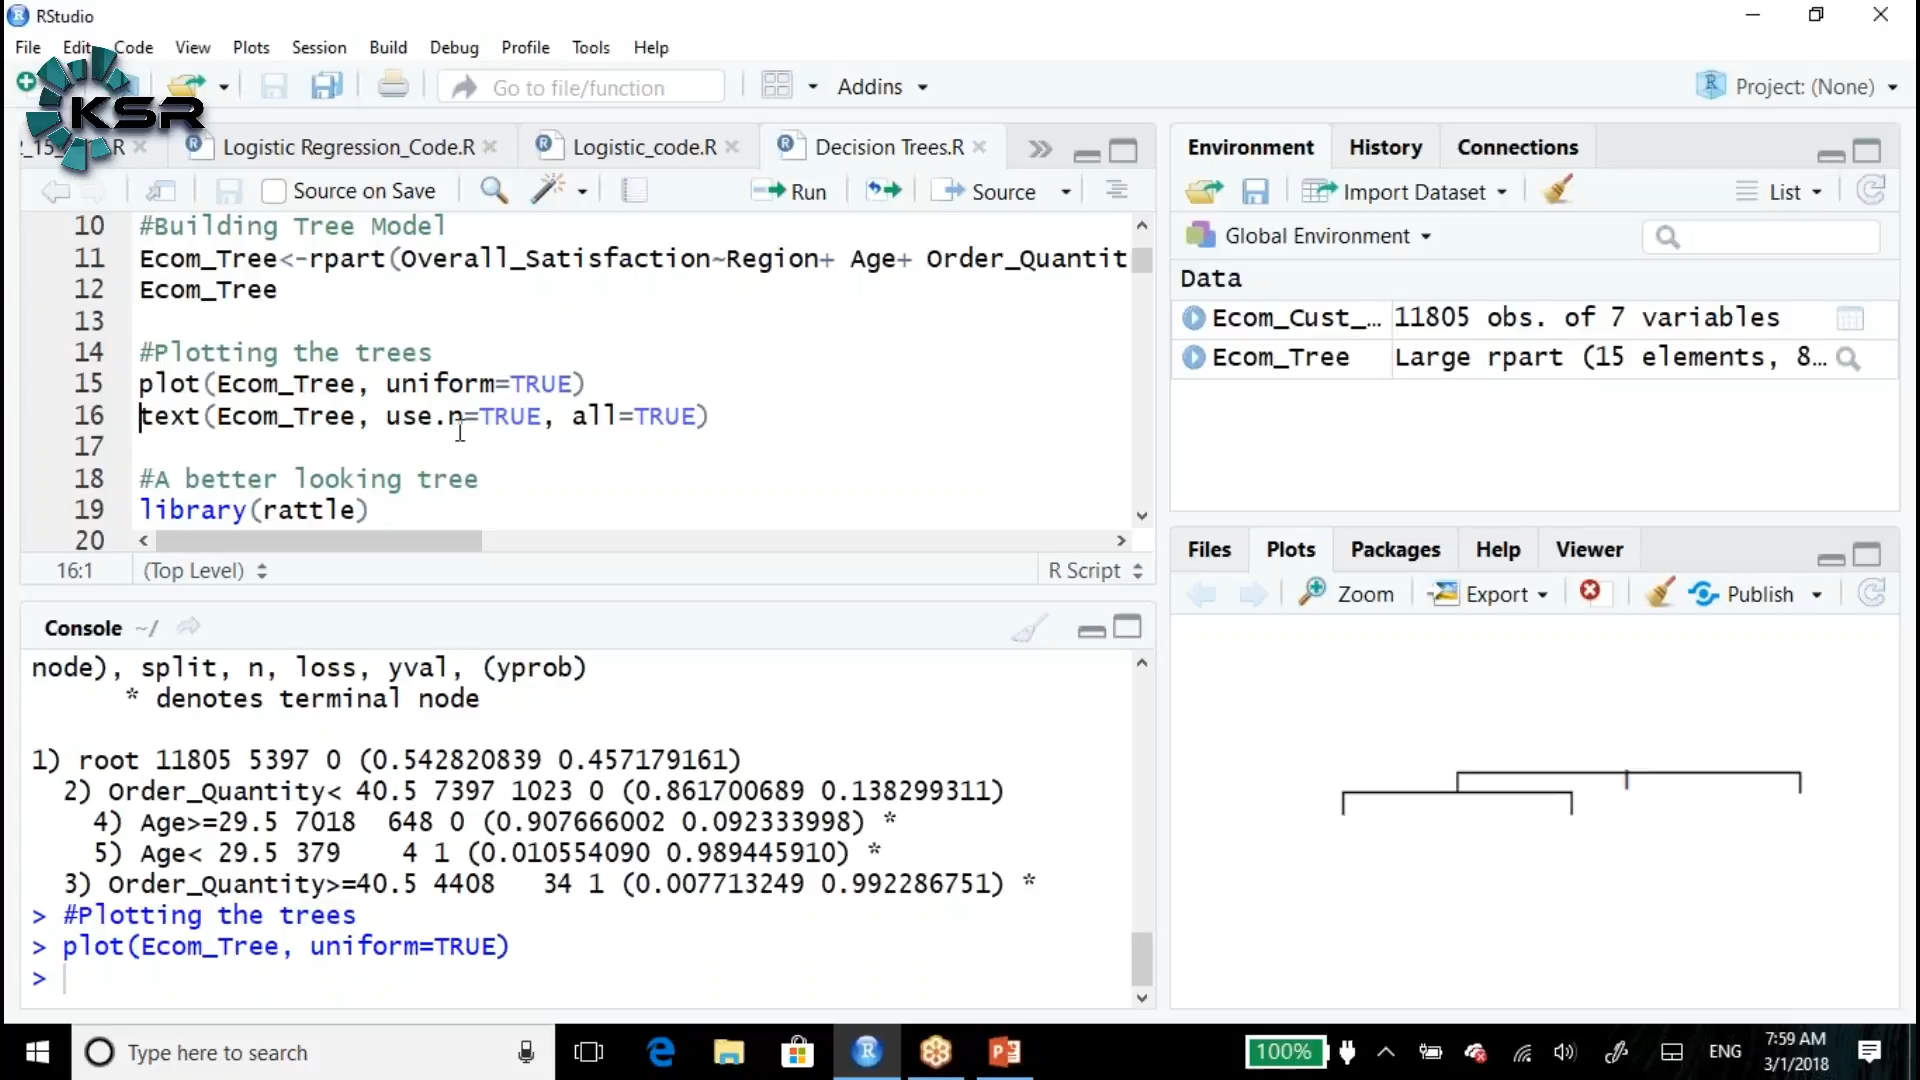 RStudio
File Edit Code View Plots Session Build Debug Profile Tools Help
KSR
Go to file/function
Addins
Project: (None)
Logistic Regression_Code.R
Logistic_code.R
Decision Trees.R
Source on Save
Run
Source
10 #Building Tree Model
11 Ecom_Tree<-rpart(Overall_Satisfaction~Region+ Age+ Order_Quantit
12 Ecom_Tree
13
14 #Plotting the trees
15 plot(Ecom_Tree, uniform=TRUE)
16 text(Ecom_Tree, use.n=TRUE, all=TRUE)
17
18 #A better looking tree
19 library(rattle)
20
16:1 (Top Level) R Script
Console ~/
node), split, n, loss, yval, (yprob)
* denotes terminal node
1) root 11805 5397 0 (0.542820839 0.457179161)
2) Order_Quantity< 40.5 7397 1023 0 (0.861700689 0.138299311)
4) Age>=29.5 7018 648 0 (0.907666002 0.092333998) *
5) Age< 29.5 379 4 1 (0.010554090 0.989445910) *
3) Order_Quantity>=40.5 4408 34 1 (0.007713249 0.992286751) *
> #Plotting the trees
> plot(Ecom_Tree, uniform=TRUE)
>
Environment History Connections
Import Dataset
List
Global Environment
Data
Ecom_Cust_... 11805 obs. of 7 variables
Ecom_Tree Large rpart (15 elements, 8...
Files Plots Packages Help Viewer
Zoom Export Publish
Type here to search
100%
ENG
7:59 AM
3/1/2018